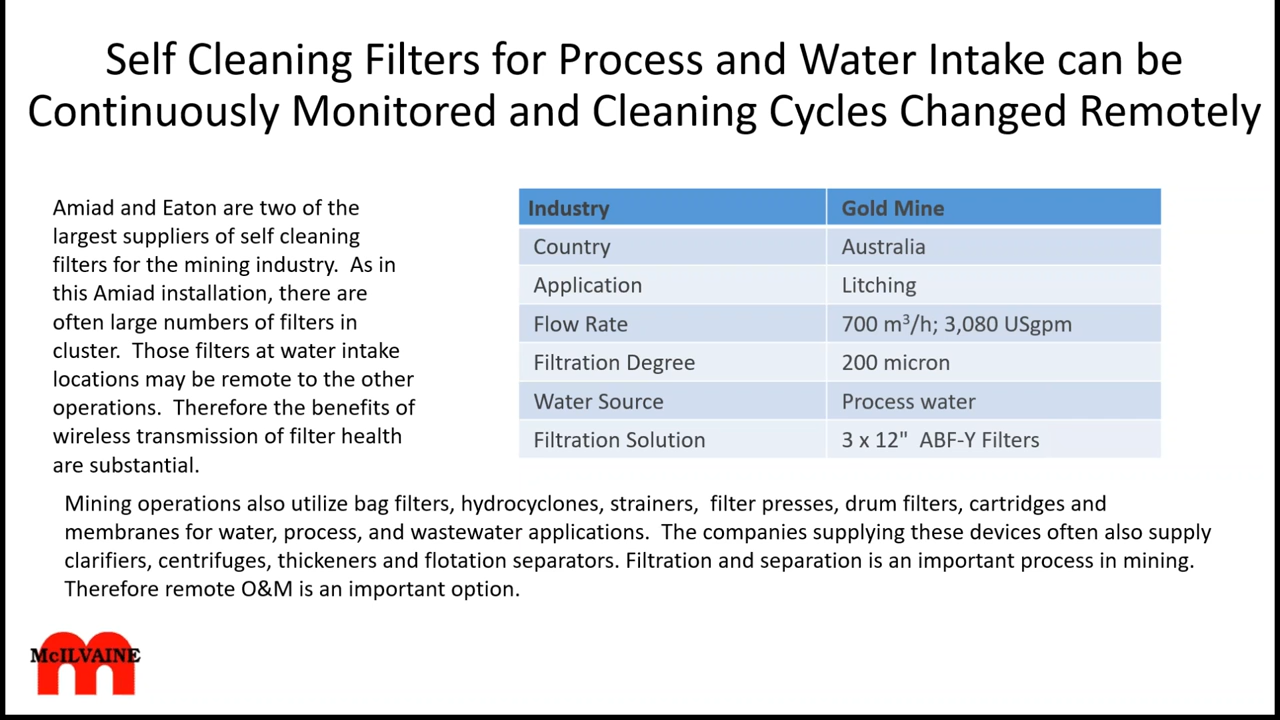 Self Cleaning Filters for Process and Water Intake can be
Continuously Monitored and Cleaning Cycles Changed Remotely
Amiad and Eaton are two of the
largest suppliers of self cleaning
filters for the mining industry.  As in
this Amiad installation, there are
often large numbers of filters in
cluster.  Those filters at water intake
locations may be remote to the other
operations.  Therefore the benefits of
wireless transmission of filter health
are substantial.
Industry Gold Mine
Country Australia
Application Litching
Flow Rate 700 m³/h; 3,080 USgpm
Filtration Degree 200 micron
Water Source Process water
Filtration Solution 3 x 12"  ABF-Y Filters
Mining operations also utilize bag filters, hydrocyclones, strainers,  filter presses, drum filters, cartridges and
membranes for water, process, and wastewater applications.  The companies supplying these devices often also supply
clarifiers, centrifuges, thickeners and flotation separators. Filtration and separation is an important process in mining.
Therefore remote O&M is an important option.
McILVAINE